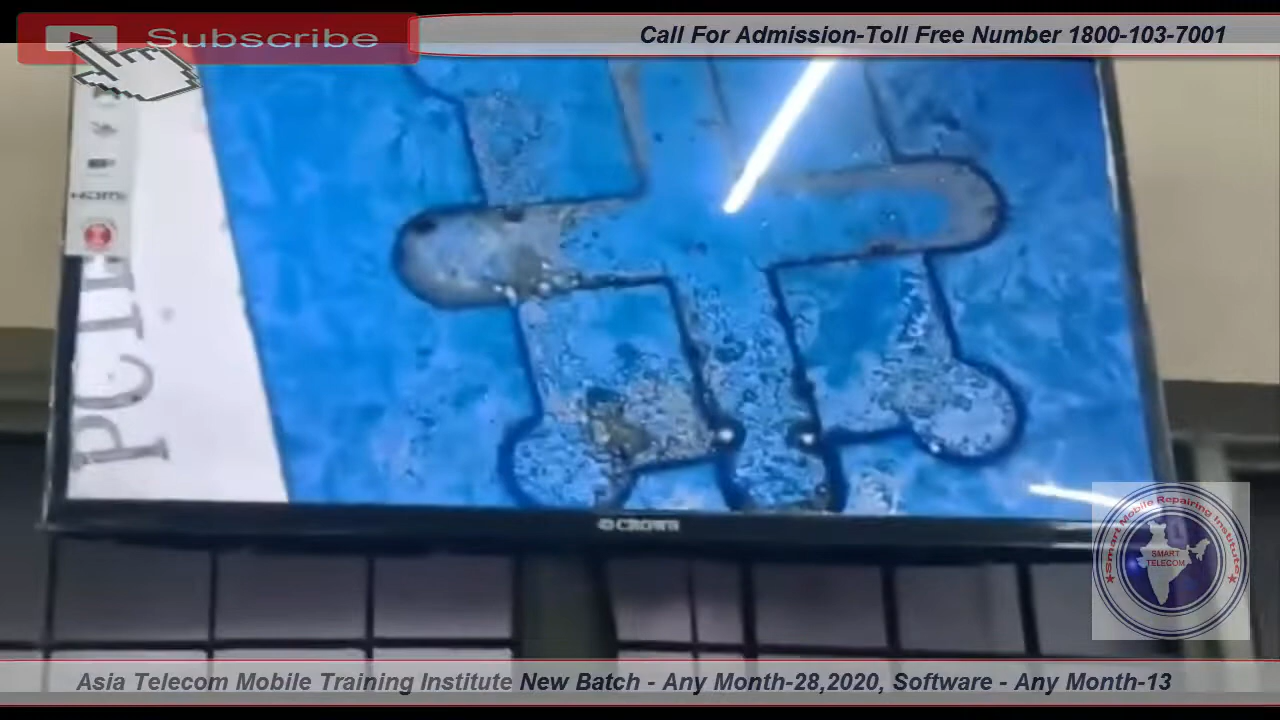 Subscribe
Call For Admission-Toll Free Number 1800-103-7001
HDMI
PCIE
CROWN
Smart Mobile Repairing Institute
SMART
TELECOM
Asia Telecom Mobile Training Institute New Batch - Any Month-28,2020, Software - Any Month-13